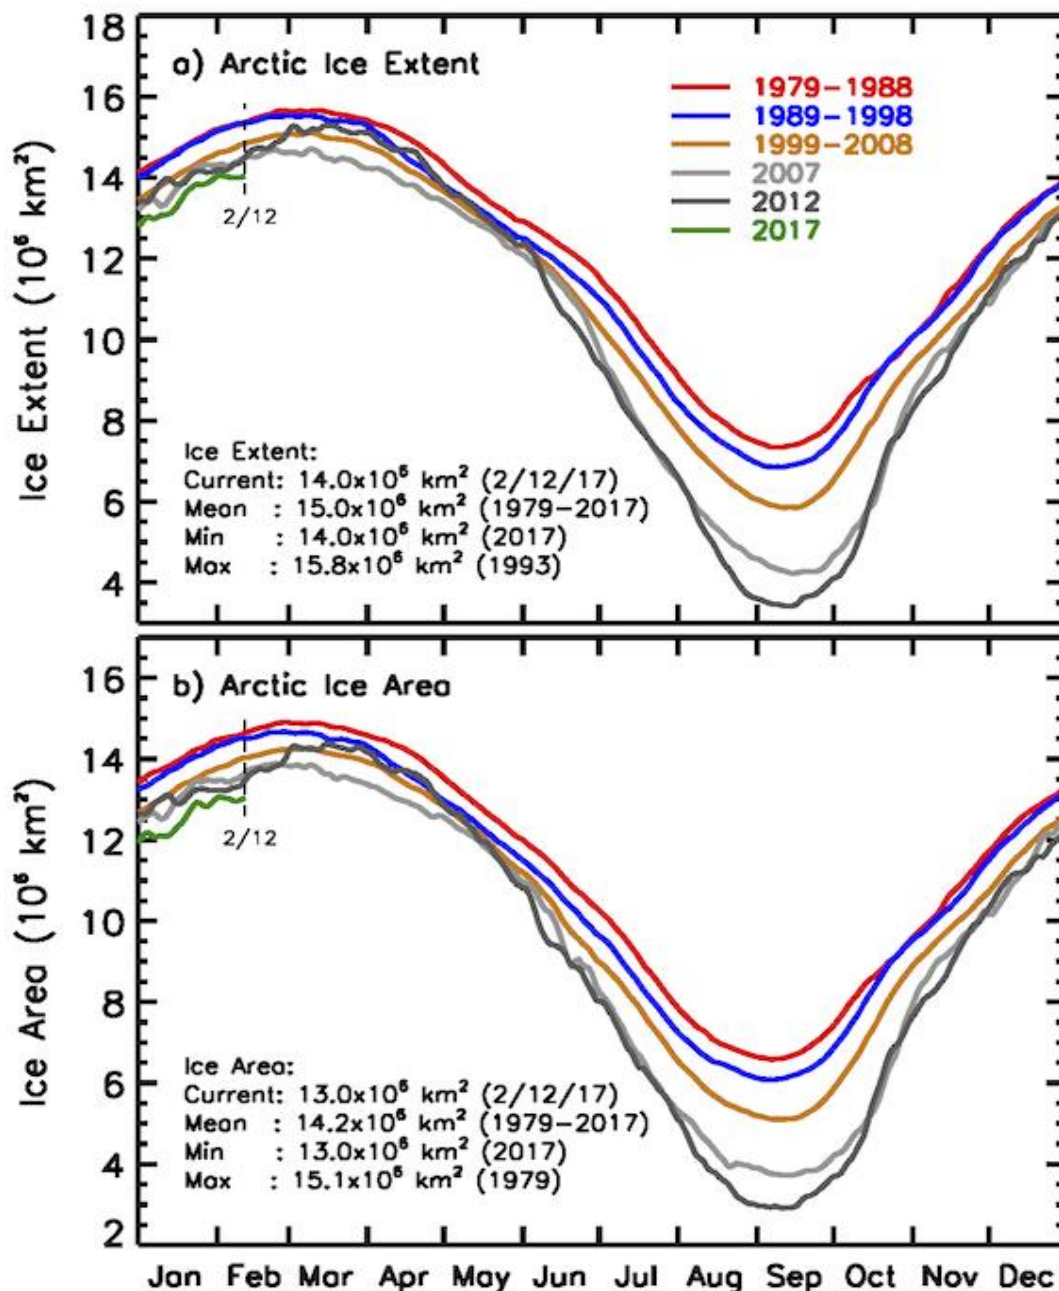 18
16
14
12
10
8
6
4
Ice Extent (10⁶ km²)
a) Arctic Ice Extent
1979-1988
1989-1998
1999-2008
2007
2012
2017
2/12
Ice Extent:
Current: 14.0x10⁶ km² (2/12/17)
Mean : 15.0x10⁶ km² (1979-2017)
Min : 14.0x10⁶ km² (2017)
Max : 15.8x10⁶ km² (1993)
16
14
12
10
8
6
4
2
Ice Area (10⁶ km²)
b) Arctic Ice Area
2/12
Ice Area:
Current: 13.0x10⁶ km² (2/12/17)
Mean : 14.2x10⁶ km² (1979-2017)
Min : 13.0x10⁶ km² (2017)
Max : 15.1x10⁶ km² (1979)
Jan Feb Mar Apr May Jun Jul Aug Sep Oct Nov Dec